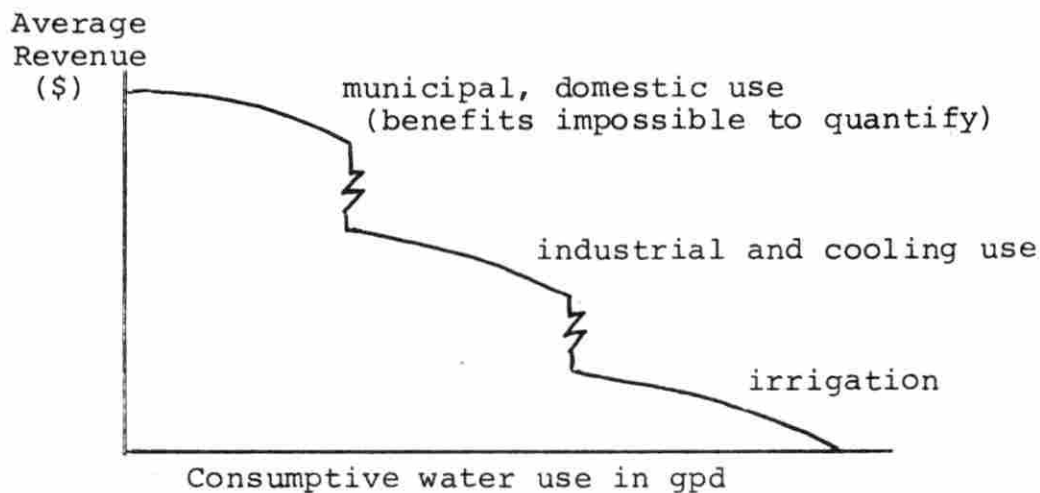 Average
Revenue
($)
municipal, domestic use
(benefits impossible to quantify)
industrial and cooling use
irrigation
Consumptive water use in gpd